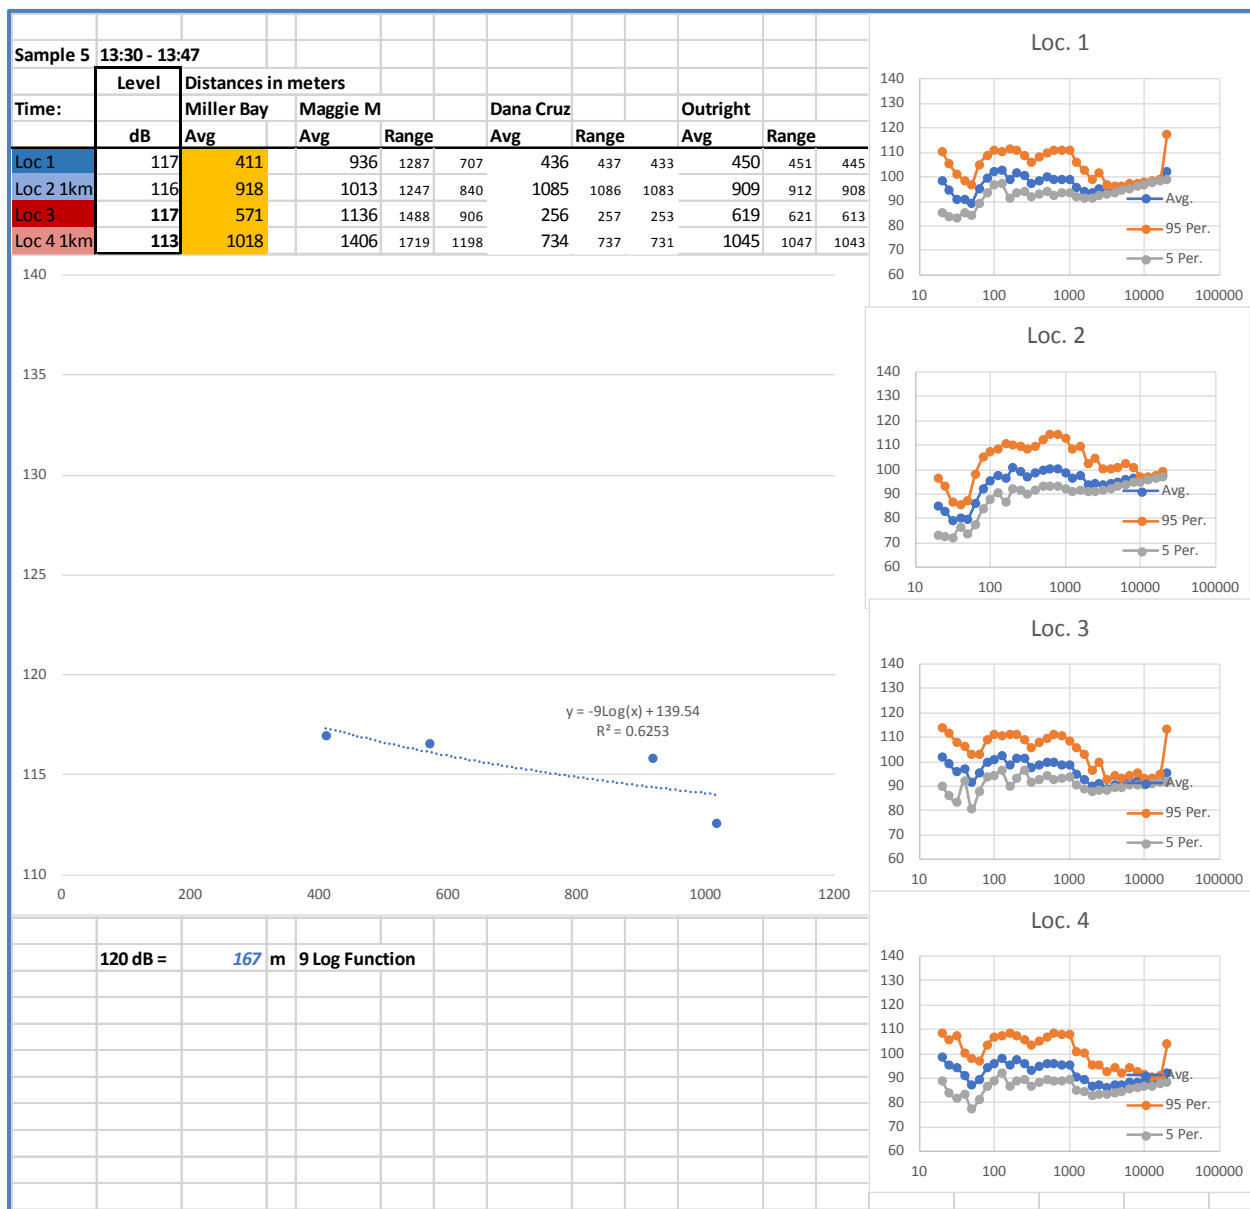 Sample 5 13:30 - 13:47
Level Distances in meters
Time: Miller Bay Maggie M Dana Cruz Outright
dB Avg Avg Range Avg Range Avg Range
Loc 1 117 411 936 1287 707 436 437 433 450 451 445
Loc 2 1km 116 918 1013 1247 840 1085 1086 1083 909 912 908
Loc 3 117 571 1136 1488 906 256 257 253 619 621 613
Loc 4 1km 113 1018 1406 1719 1198 734 737 731 1045 1047 1043
140
135
130
125
120
115
110
y = -9Log(x) + 139.54
R² = 0.6253
0 200 400 600 800 1000 1200
120 dB = 167 m 9 Log Function
Loc. 1
140
130
120
110
100
90
80
70
60
Avg.
95 Per.
5 Per.
10 100 1000 10000 100000
Loc. 2
140
130
120
110
100
90
80
70
60
Avg.
95 Per.
5 Per.
10 100 1000 10000 100000
Loc. 3
140
130
120
110
100
90
80
70
60
Avg.
95 Per.
5 Per.
10 100 1000 10000 100000
Loc. 4
140
130
120
110
100
90
80
70
60
Avg.
95 Per.
5 Per.
10 100 1000 10000 100000